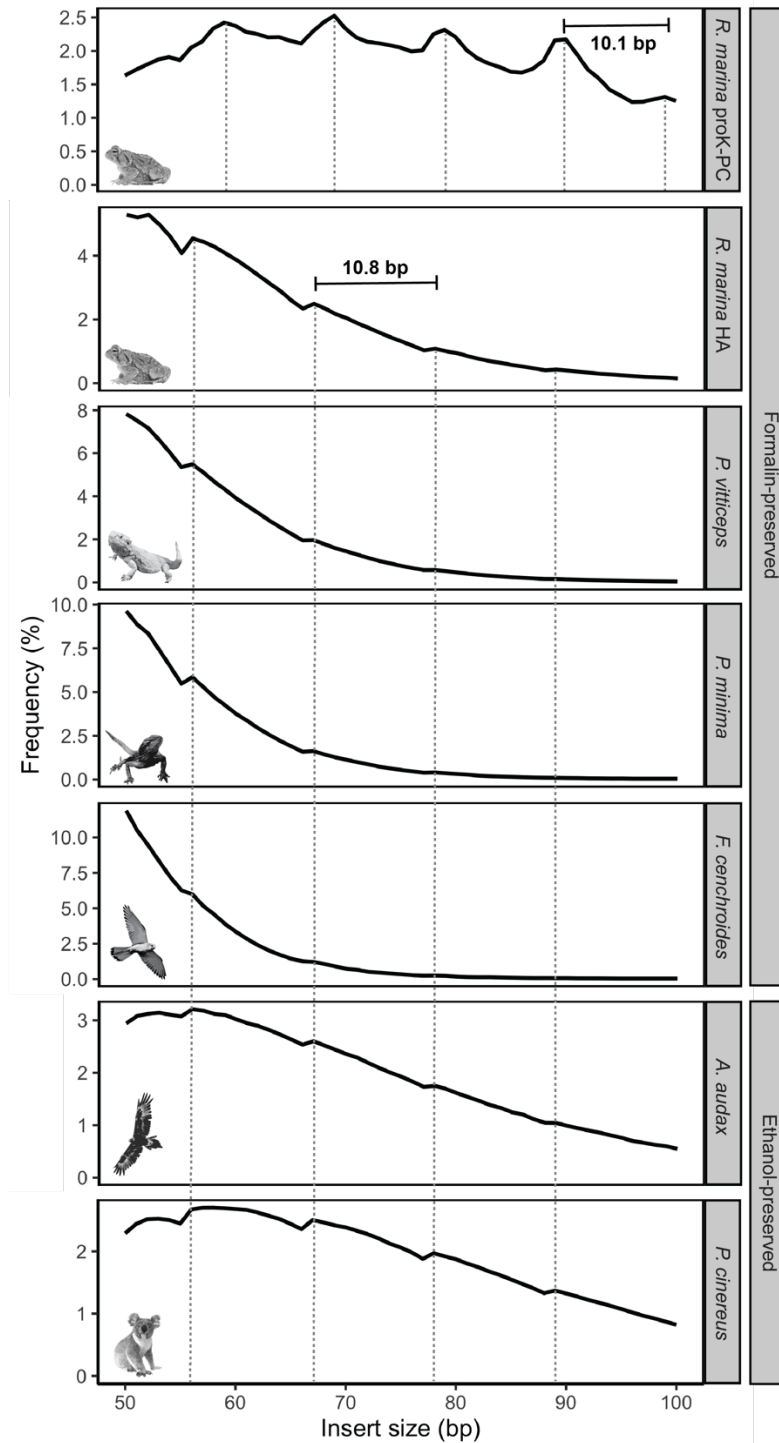 2.5
2.0
1.5
1.0
0.5
0.0
10.1 bp
R. marina proK-PC
4
2
0
10.8 bp
R. marina HA
8
6
4
2
0
P. vitticeps
10.0
7.5
5.0
2.5
0.0
P. minima
10.0
7.5
5.0
2.5
0.0
F. cenchroides
3
2
1
0
A. audax
2
1
0
P. cinereus
Formalin-preserved
Ethanol-preserved
Frequency (%)
50 60 70 80 90 100
Insert size (bp)